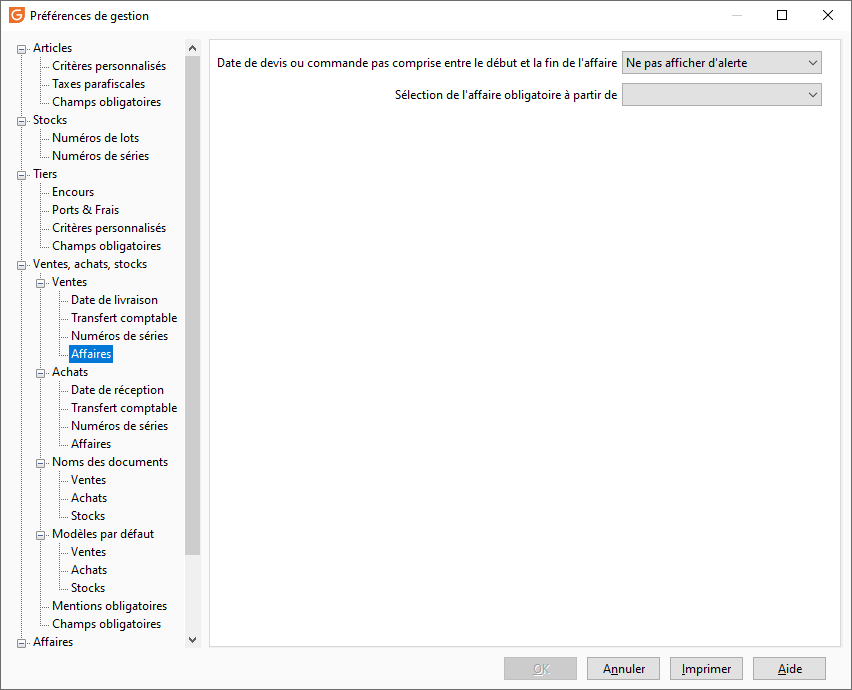 Préférences de gestion
Articles
Critères personnalisés
Taxes parafiscales
Champs obligatoires
Stocks
Numéros de lots
Numéros de séries
Tiers
Encours
Ports & Frais
Critères personnalisés
Champs obligatoires
Ventes, achats, stocks
Ventes
Date de livraison
Transfert comptable
Numéros de séries
Affaires
Achats
Date de réception
Transfert comptable
Numéros de séries
Affaires
Noms des documents
Ventes
Achats
Stocks
Modèles par défaut
Ventes
Achats
Stocks
Mentions obligatoires
Champs obligatoires
Affaires
Date de devis ou commande pas comprise entre le début et la fin de l'affaire Ne pas afficher d'alerte
Sélection de l'affaire obligatoire à partir de
OK Annuler Imprimer Aide